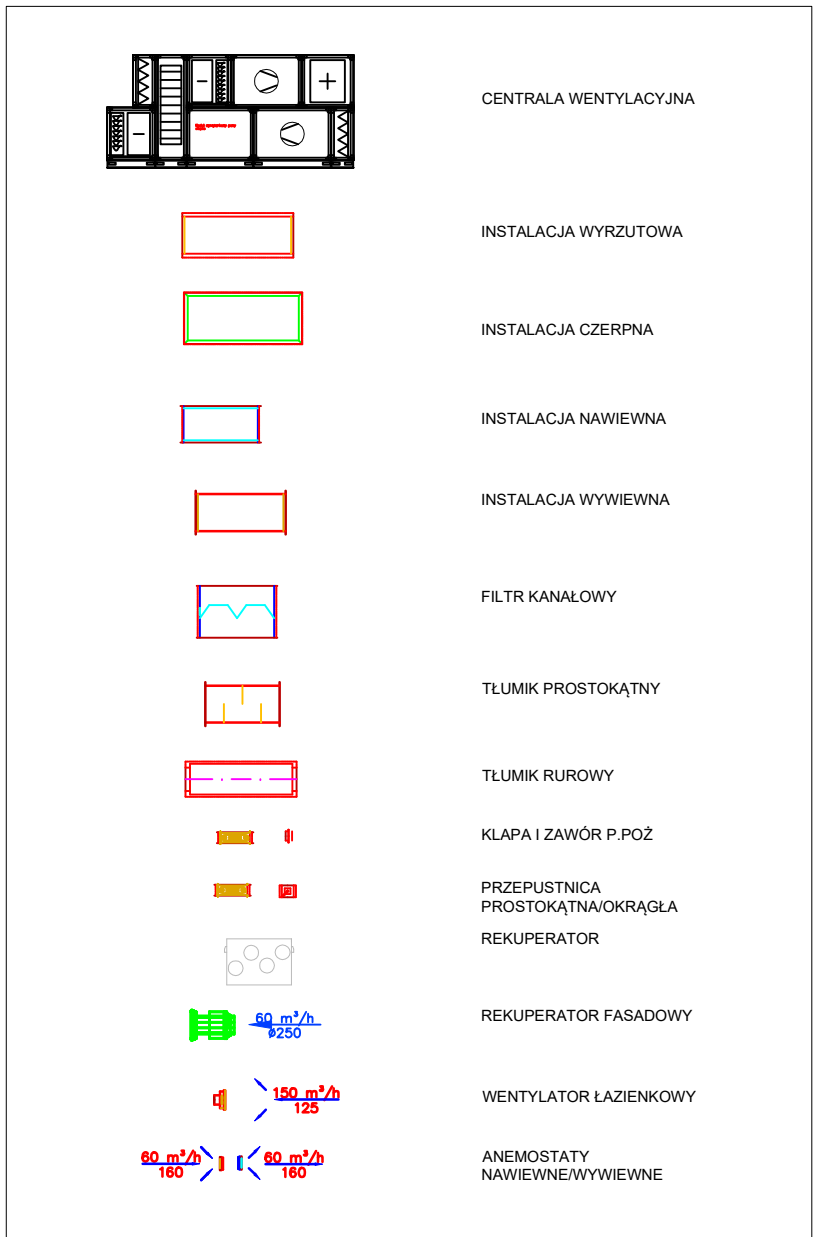 CENTRALA WENTYLACYJNA
INSTALACJA WYRZUTOWA
INSTALACJA CZERPNA
INSTALACJA NAWIEWNA
INSTALACJA WYWIEWNA
FILTR KANAŁOWY
TŁUMIK PROSTOKĄTNY
TŁUMIK RUROWY
KLAPA I ZAWÓR P.POŻ
PRZEPUSTNICA
PROSTOKĄTNA/OKRĄGŁA
REKUPERATOR
60 m³/h
Ø250
REKUPERATOR FASADOWY
150 m³/h
125
WENTYLATOR ŁAZIENKOWY
60 m³/h
160
60 m³/h
160
ANEMOSTATY
NAWIEWNE/WYWIEWNE